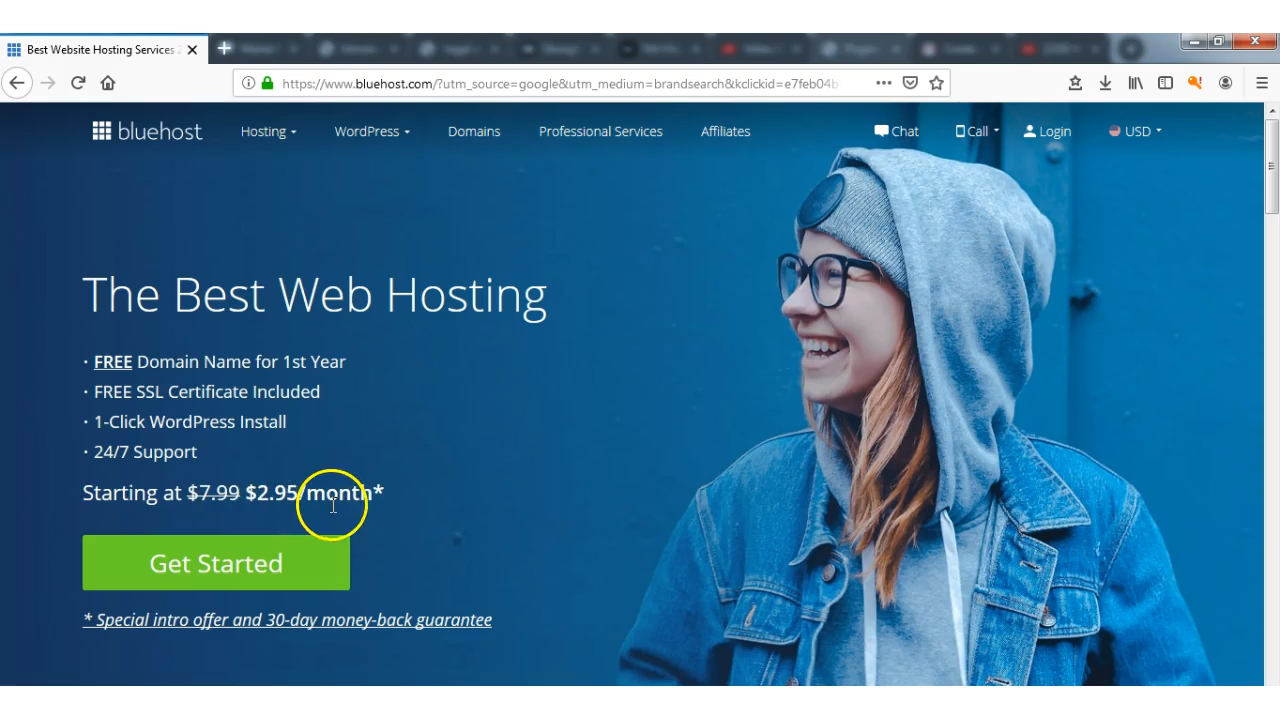 Best Website Hosting Services
https://www.bluehost.com/?utm_source=google&utm_medium=brandsearch&kclickid=e7feb04b
bluehost
Hosting
WordPress
Domains
Professional Services
Affiliates
Chat
Call
Login
USD
The Best Web Hosting
· FREE Domain Name for 1st Year
· FREE SSL Certificate Included
· 1-Click WordPress Install
· 24/7 Support
Starting at $7.99 $2.95/month*
Get Started
* Special intro offer and 30-day money-back guarantee